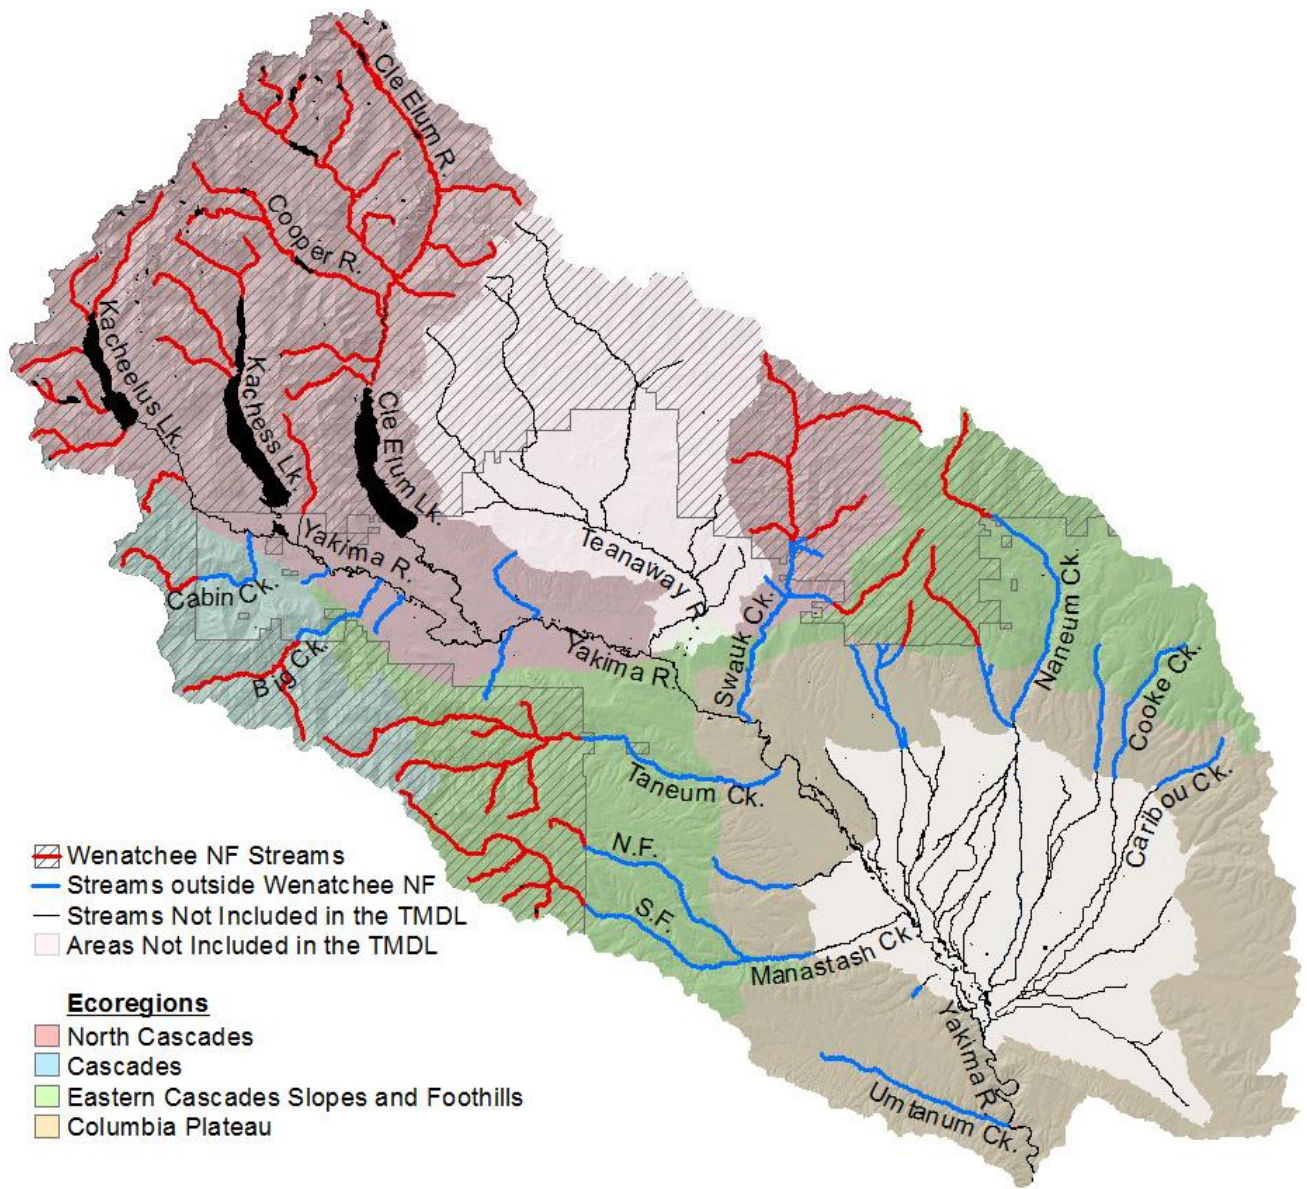 Cle Elum R.
Cooper R.
Kacheelus Lk.
Kachess Lk.
Cle Elum Lk.
Yakima R.
Teanaway R.
Cabin Ck.
Big Ck.
Yakima R.
Swauk Ck.
Naneum Ck.
Cooke Ck.
Caribou Ck.
Taneum Ck.
N.F.
S.F.
Manastash Ck.
Yakima R.
Umtanum Ck.
Wenatchee NF Streams
Streams outside Wenatchee NF
Streams Not Included in the TMDL
Areas Not Included in the TMDL
Ecoregions
North Cascades
Cascades
Eastern Cascades Slopes and Foothills
Columbia Plateau